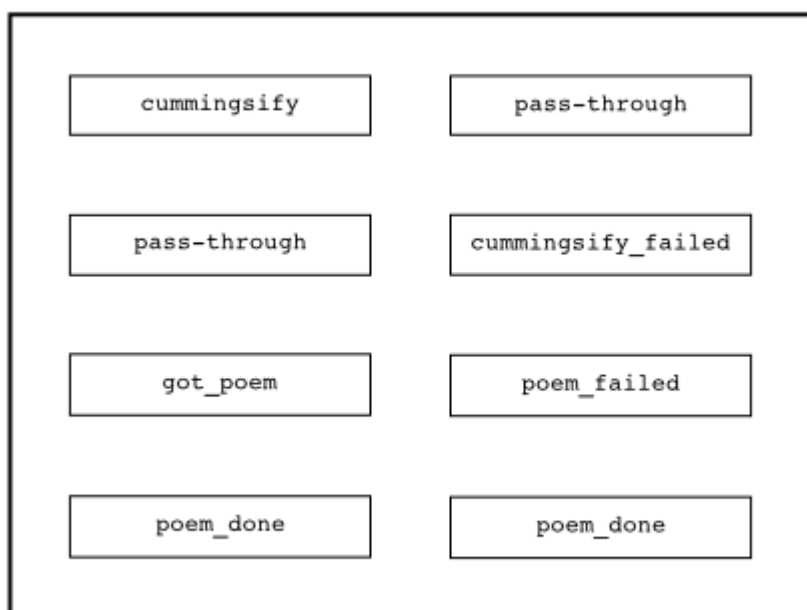 cummingsify
pass-through
pass-through
cummingsify_failed
got_poem
poem_failed
poem_done
poem_done